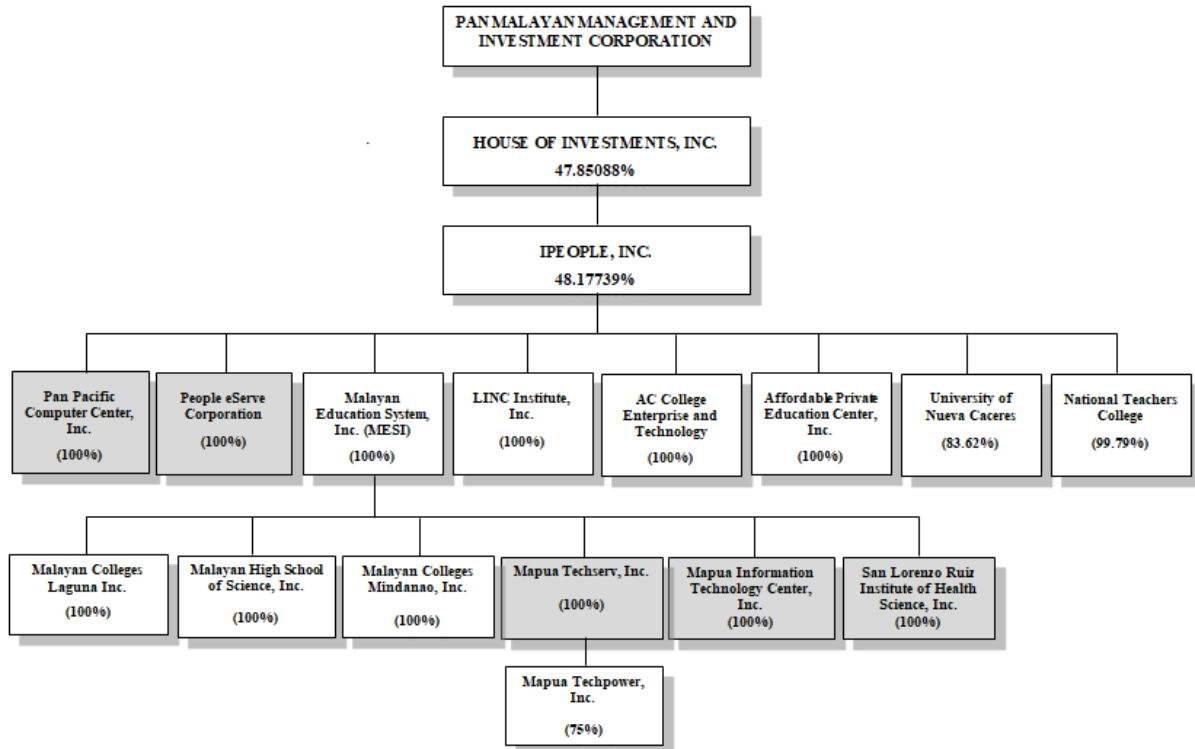 PAN MALAYAN MANAGEMENT AND
INVESTMENT CORPORATION
HOUSE OF INVESTMENTS, INC.
47.85088%
IPEOPLE, INC.
48.17739%
Pan Pacific
Computer Center,
Inc.
(100%)
People eServe
Corporation
(100%)
Malayan
Education System,
Inc. (MESI)
(100%)
LINC Institute,
Inc.
(100%)
AC College
Enterprise and
Technology
(100%)
Affordable Private
Education Center,
Inc.
(100%)
University of
Nueva Caceres
(83.62%)
National Teachers
College
(99.79%)
Malayan Colleges
Laguna Inc.
(100%)
Malayan High School
of Science, Inc.
(100%)
Malayan Colleges
Mindanao, Inc.
(100%)
Mapua Techserv, Inc.
(100%)
Mapua Information
Technology Center,
Inc.
(100%)
San Lorenzo Ruiz
Institute of Health
Science, Inc.
(100%)
Mapua Techpower,
Inc.
(75%)